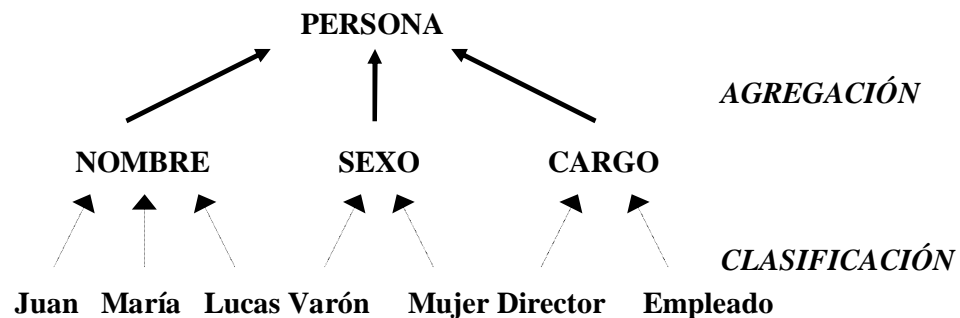 PERSONA
AGREGACIÓN
NOMBRE SEXO CARGO
CLASIFICACIÓN
Juan María Lucas Varón Mujer Director Empleado